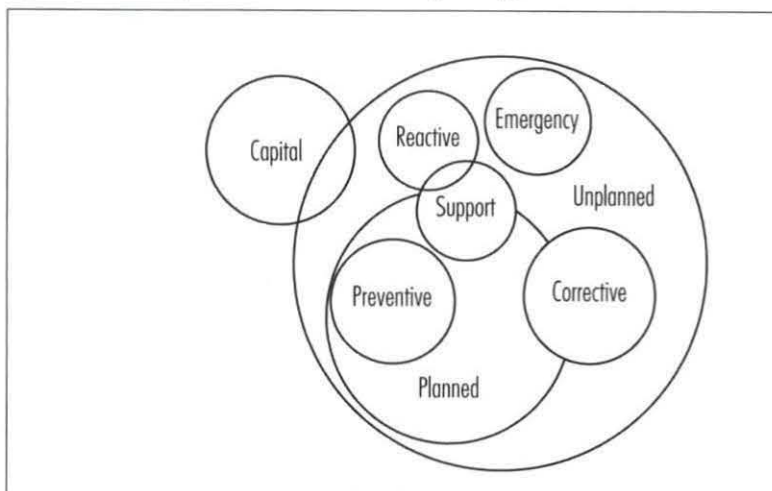 Capital
Reactive
Emergency
Support
Unplanned
Preventive
Corrective
Planned